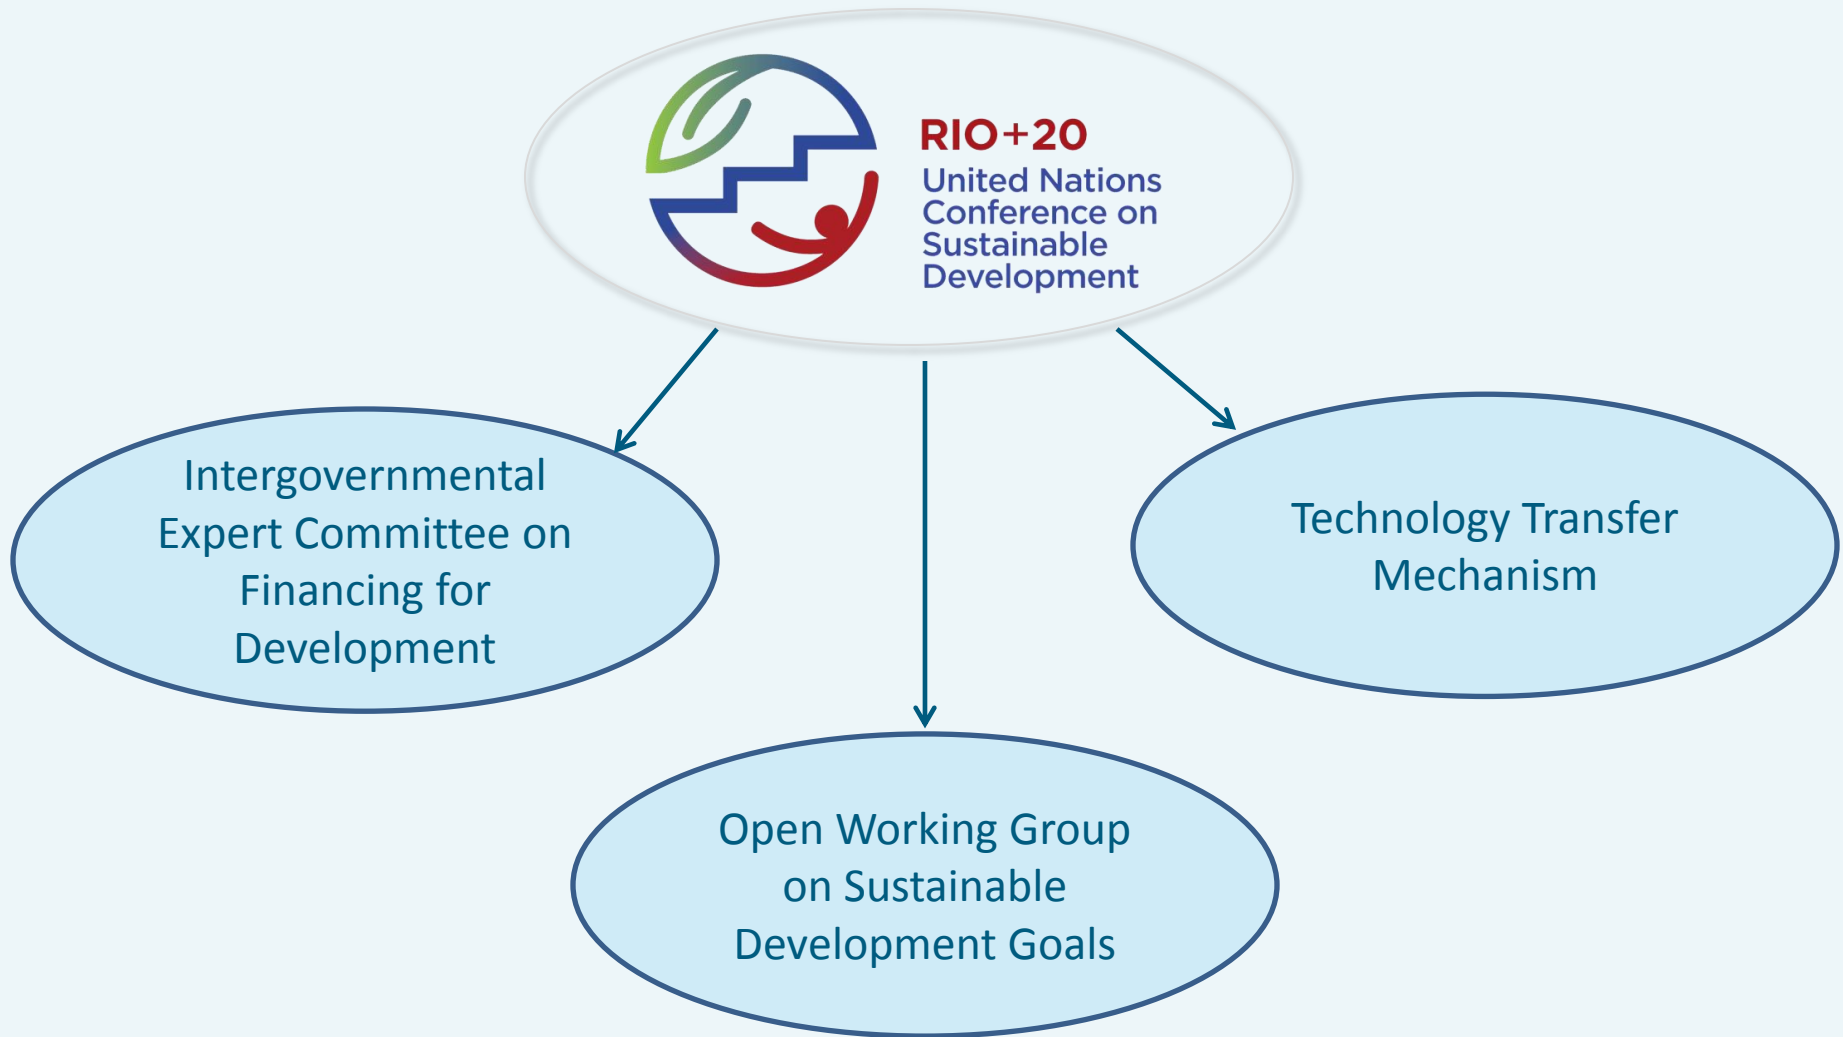 RIO+20
United Nations
Conference on
Sustainable
Development
Intergovernmental
Expert Committee on
Financing for
Development
Technology Transfer
Mechanism
Open Working Group
on Sustainable
Development Goals